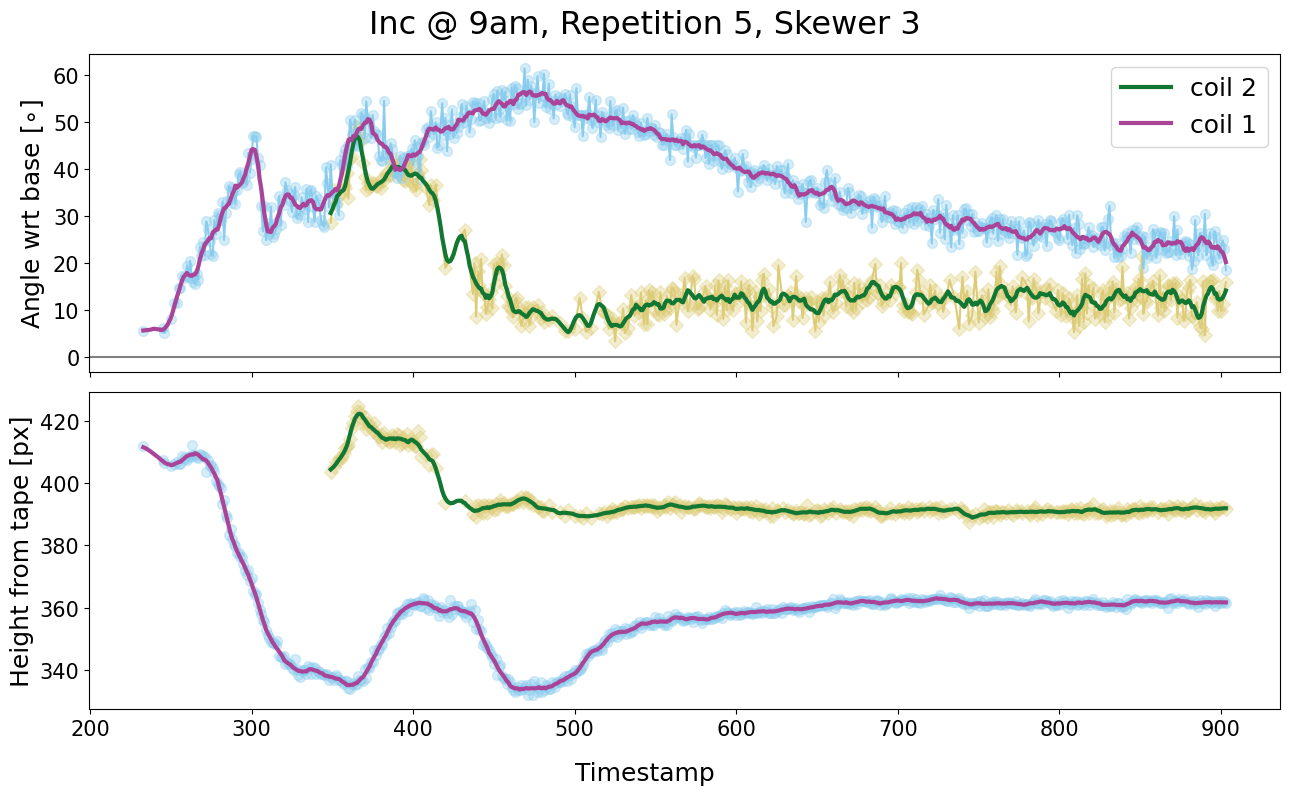 Inc @ 9am, Repetition 5, Skewer 3
Angle wrt base [∘]
60
50
40
30
20
10
0
coil 2
coil 1
Height from tape [px]
420
400
380
360
340
200 300 400 500 600 700 800 900
Timestamp